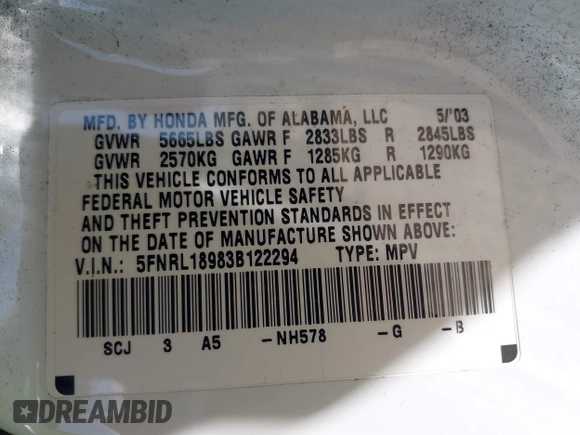 MFD. BY HONDA MFG. OF ALABAMA, LLC 5/'03
GVWR 5665LBS GAWR F 2833LBS R 2845LBS
GVWR 2570KG GAWR F 1285KG R 1290KG
THIS VEHICLE CONFORMS TO ALL APPLICABLE
FEDERAL MOTOR VEHICLE SAFETY
AND THEFT PREVENTION STANDARDS IN EFFECT
ON THE DATE OF MANUFACTURE SHOWN ABOVE:
V.I.N.: 5FNRL18983B122294 TYPE: MPV
SCJ 3 A5 -NH578 -G -B
DREAMBID